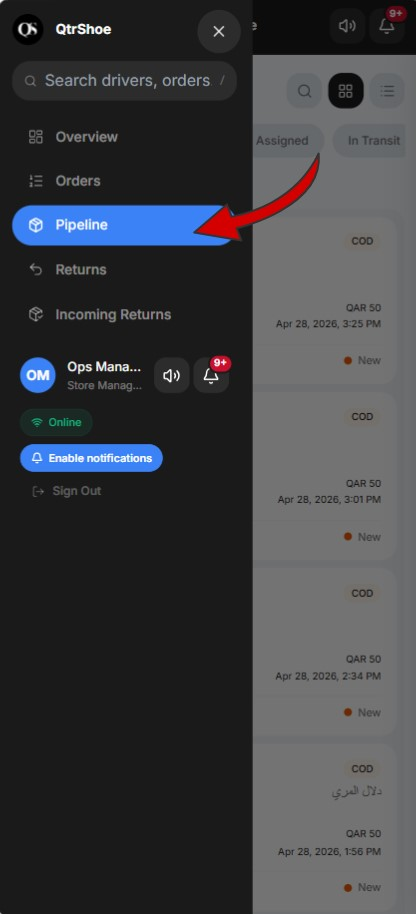 QS
QtrShoe
e
9+
Search drivers, orders /
Overview
Assigned
In Transit
Orders
Pipeline
COD
Returns
Incoming Returns
QAR 50
Apr 28, 2026, 3:25 PM
New
OM
Ops Mana...
Store Manag...
9+
Online
COD
Enable notifications
Sign Out
QAR 50
Apr 28, 2026, 3:01 PM
New
COD
QAR 50
Apr 28, 2026, 2:34 PM
New
COD
دلال المري
QAR 50
Apr 28, 2026, 1:56 PM
New